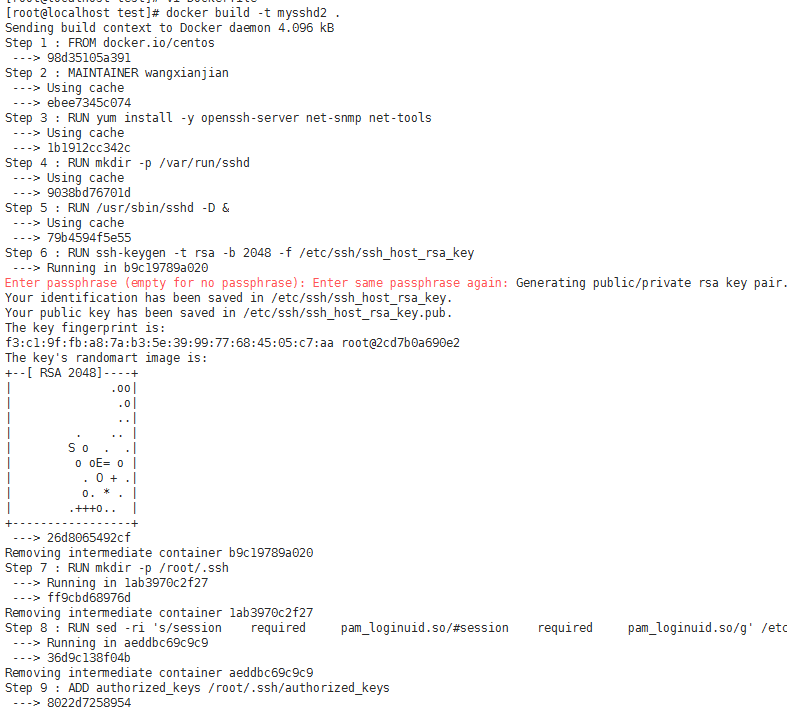 [root@localhost test]# vi Dockerfile
[root@localhost test]# docker build -t mysshd2 .
Sending build context to Docker daemon 4.096 kB
Step 1 : FROM docker.io/centos
 ---> 98d35105a391
Step 2 : MAINTAINER wangxianjian
 ---> Using cache
 ---> ebee7345c074
Step 3 : RUN yum install -y openssh-server net-snmp net-tools
 ---> Using cache
 ---> 1b1912cc342c
Step 4 : RUN mkdir -p /var/run/sshd
 ---> Using cache
 ---> 9038bd76701d
Step 5 : RUN /usr/sbin/sshd -D &
 ---> Using cache
 ---> 79b4594f5e55
Step 6 : RUN ssh-keygen -t rsa -b 2048 -f /etc/ssh/ssh_host_rsa_key
 ---> Running in b9c19789a020
Enter passphrase (empty for no passphrase): Enter same passphrase again: Generating public/private rsa key pair.
Your identification has been saved in /etc/ssh/ssh_host_rsa_key.
Your public key has been saved in /etc/ssh/ssh_host_rsa_key.pub.
The key fingerprint is:
f3:c1:9f:fb:a8:7a:b3:5e:39:99:77:68:45:05:c7:aa root@2cd7b0a690e2
The key's randomart image is:
+--[ RSA 2048]----+
|              .oo|
|               .o|
|               ..|
|         .    .. |
|        S o  .  .|
|         o oE= o |
|          . O + .|
|          o. * . |
|        .+++o..  |
+-----------------+
 ---> 26d8065492cf
Removing intermediate container b9c19789a020
Step 7 : RUN mkdir -p /root/.ssh
 ---> Running in 1ab3970c2f27
 ---> ff9cbd68976d
Removing intermediate container 1ab3970c2f27
Step 8 : RUN sed -ri 's/session    required     pam_loginuid.so/#session    required     pam_loginuid.so/g' /etc
 ---> Running in aeddbc69c9c9
 ---> 36d9c138f04b
Removing intermediate container aeddbc69c9c9
Step 9 : ADD authorized_keys /root/.ssh/authorized_keys
 ---> 8022d7258954